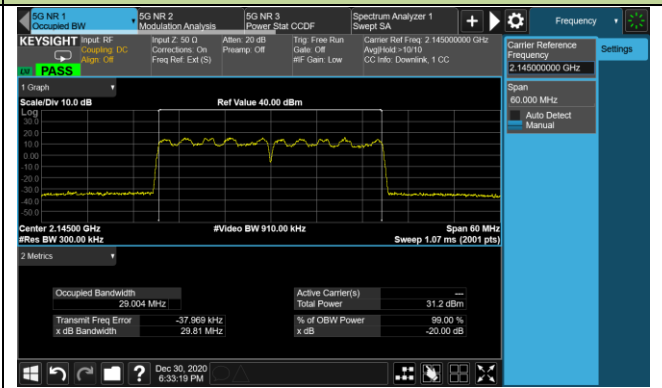 5G NR 1
Occupied BW
5G NR 2
Modulation Analysis
5G NR 3
Power Stat CCDF
Spectrum Analyzer 1
Swept SA
Frequency
KEYSIGHT
PASS
Input: RF
Coupling: DC
Align: Off
Input Z: 50 Ω
Corrections: On
Freq Ref: Ext (S)
Atten: 20 dB
Preamp: Off
Trig: Free Run
Gate: Off
#IF Gain: Low
Carrier Ref Freq: 2.145000000 GHz
Avg|Hold:>10/10
CC Info: Downlink, 1 CC
Carrier Reference
Frequency
2.145000000 GHz
Settings
Span
60.000 MHz
Auto Detect
Manual
1 Graph
Scale/Div 10.0 dB
Ref Value 40.00 dBm
Log
30.0
20.0
10.0
0.00
-10.0
-20.0
-30.0
-40.0
-50.0
Center 2.14500 GHz
#Video BW 910.00 kHz
Span 60 MHz
#Res BW 300.00 kHz
Sweep 1.07 ms (2001 pts)
2 Metrics
Occupied Bandwidth
29.004 MHz
Transmit Freq Error -37.969 kHz
x dB Bandwidth 29.81 MHz
Active Carrier(s) —
Total Power 31.2 dBm
% of OBW Power 99.00 %
x dB -20.00 dB
Dec 30, 2020
6:33:19 PM